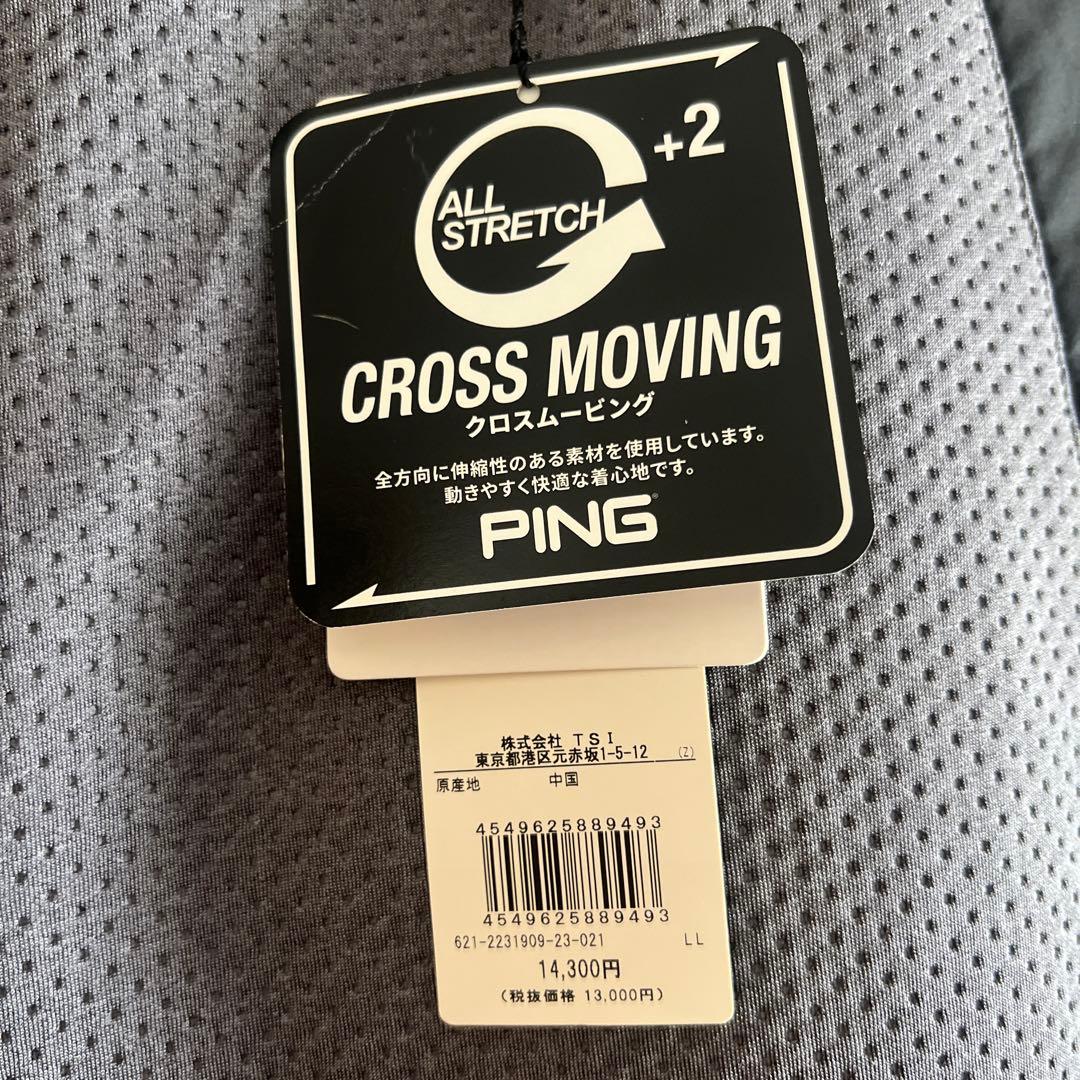 +2
ALL
STRETCH
CROSS MOVING
クロスムービング
全方向に伸縮性のある素材を使用しています。
動きやすく快適な着心地です。
PING®
株式会社 TSI
東京都港区元赤坂1-5-12 (Z)
原産地 中国
4549625889493
4549625889493
621-2231909-23-021 LL
14,300円
(税抜価格 13,000円)